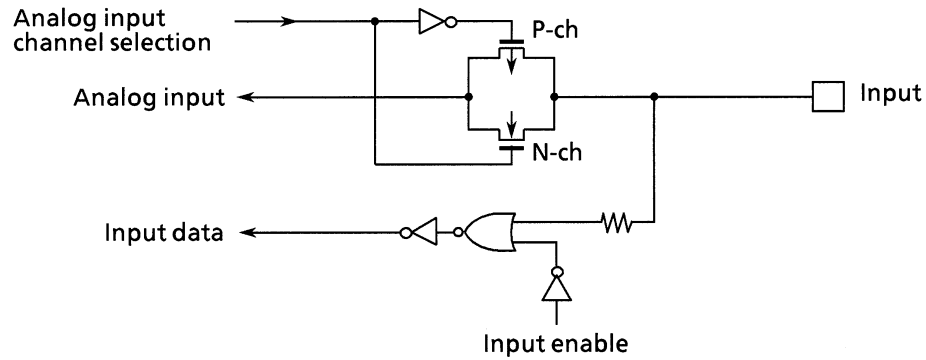 Analog input
channel selection
P-ch
Analog input
Input
N-ch
Input data
Input enable